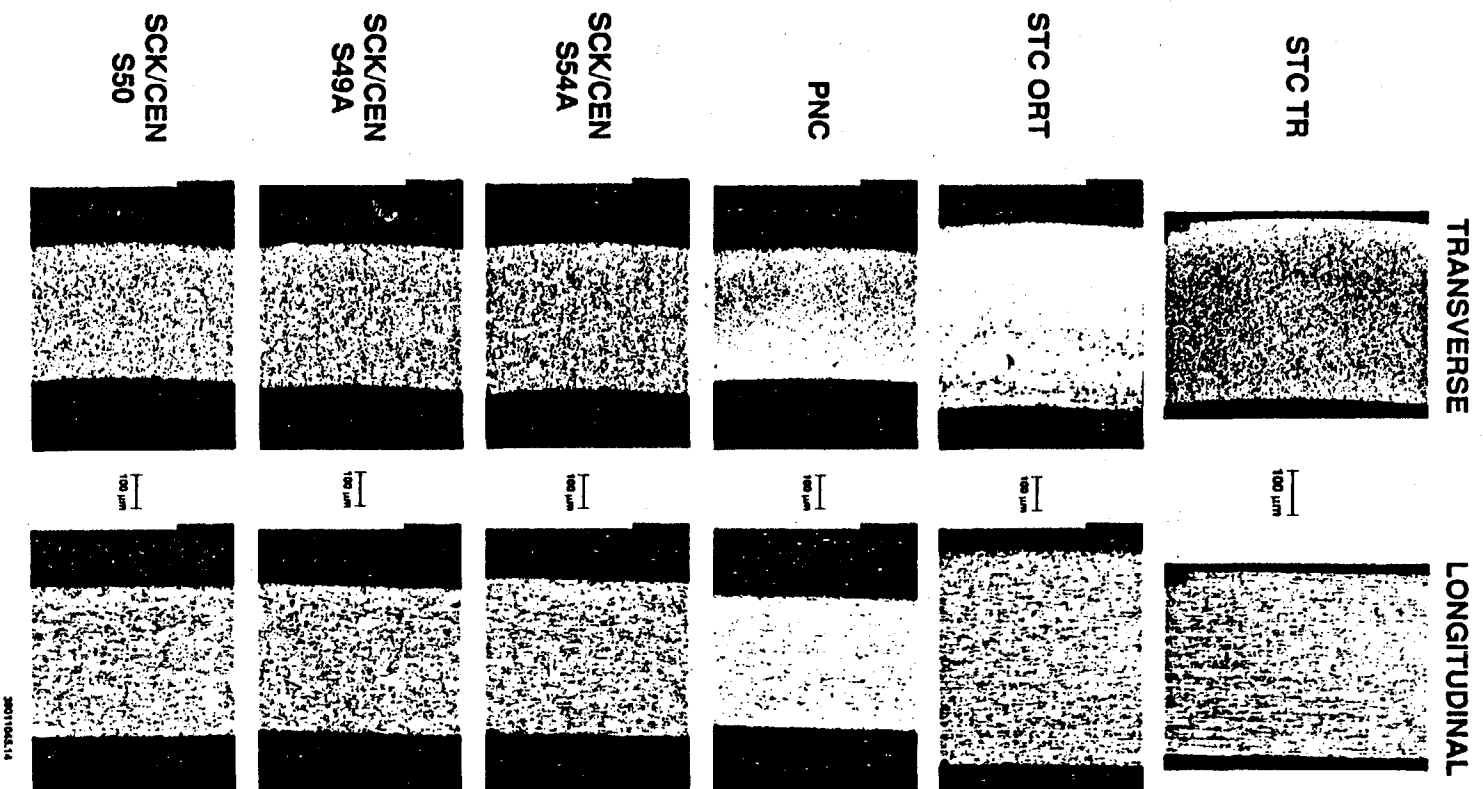 TRANSVERSE
LONGITUDINAL
STC TR
100 µm
STC ORT
100 µm
PNC
100 µm
SCK/CEN
S54A
100 µm
SCK/CEN
S49A
100 µm
SCK/CEN
S50
100 µm